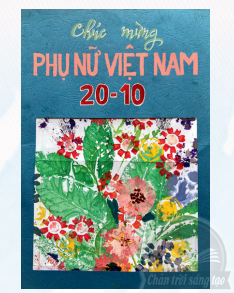 Chúc mừng
PHỤ NỮ VIỆT NAM
20-10
Chân trời sáng tạo